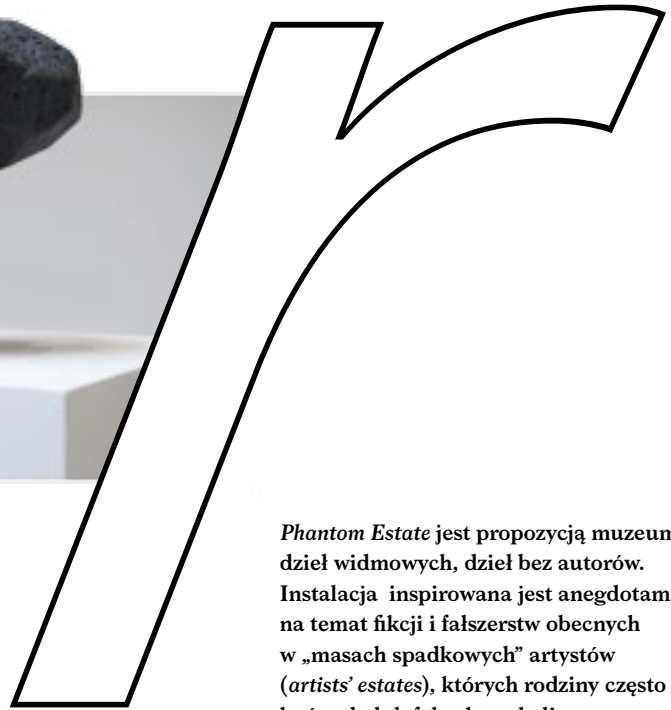 r
Phantom Estate jest propozycją muzeum
dzieł widmowych, dzieł bez autorów.
Instalacja inspirowana jest anegdotam
na temat fikcji i fałszerstw obecnych
w „masach spadkowych” artystów
(artists’ estates), których rodziny często